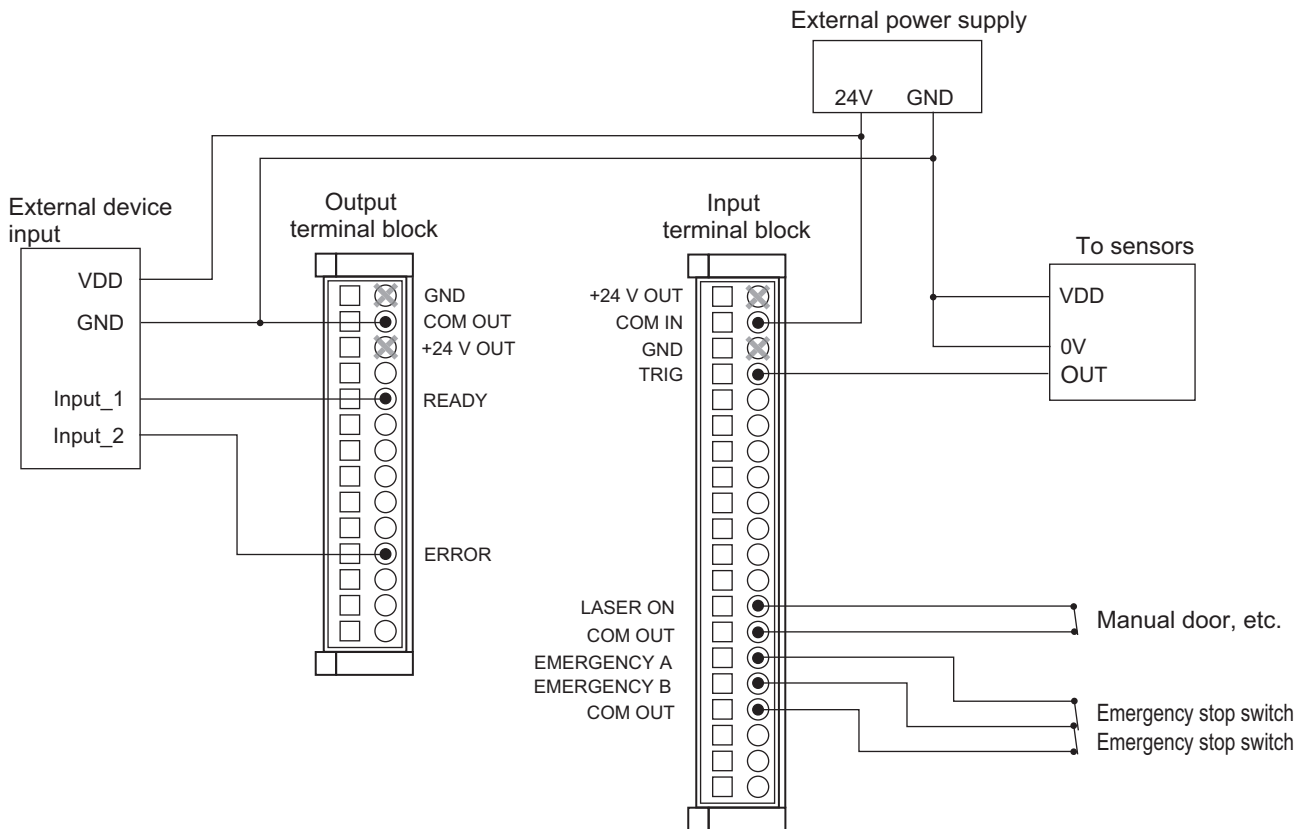 External power supply
24V GND
External device
input
VDD
GND
Input_1
Input_2
Output
terminal block
GND
COM OUT
+24 V OUT
READY
ERROR
Input
terminal block
+24 V OUT
COM IN
GND
TRIG
LASER ON
COM OUT
EMERGENCY A
EMERGENCY B
COM OUT
To sensors
VDD
0V
OUT
Manual door, etc.
Emergency stop switch
Emergency stop switch